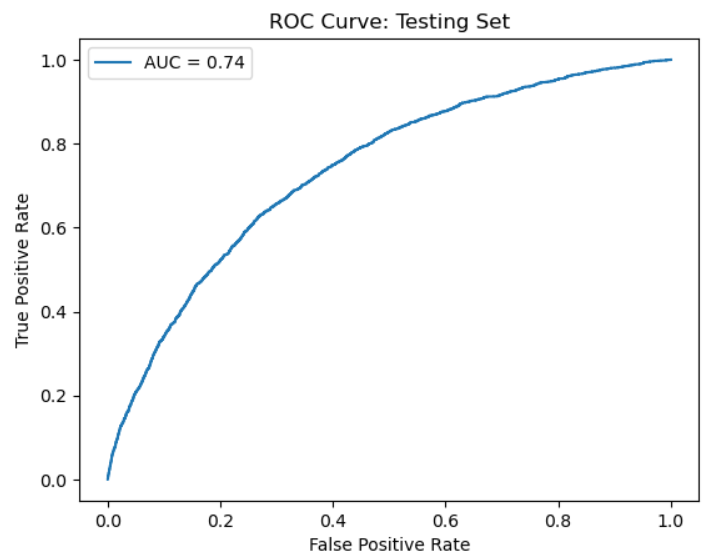 ROC Curve: Testing Set
AUC = 0.74
True Positive Rate
1.0
0.8
0.6
0.4
0.2
0.0
0.0 0.2 0.4 0.6 0.8 1.0
False Positive Rate